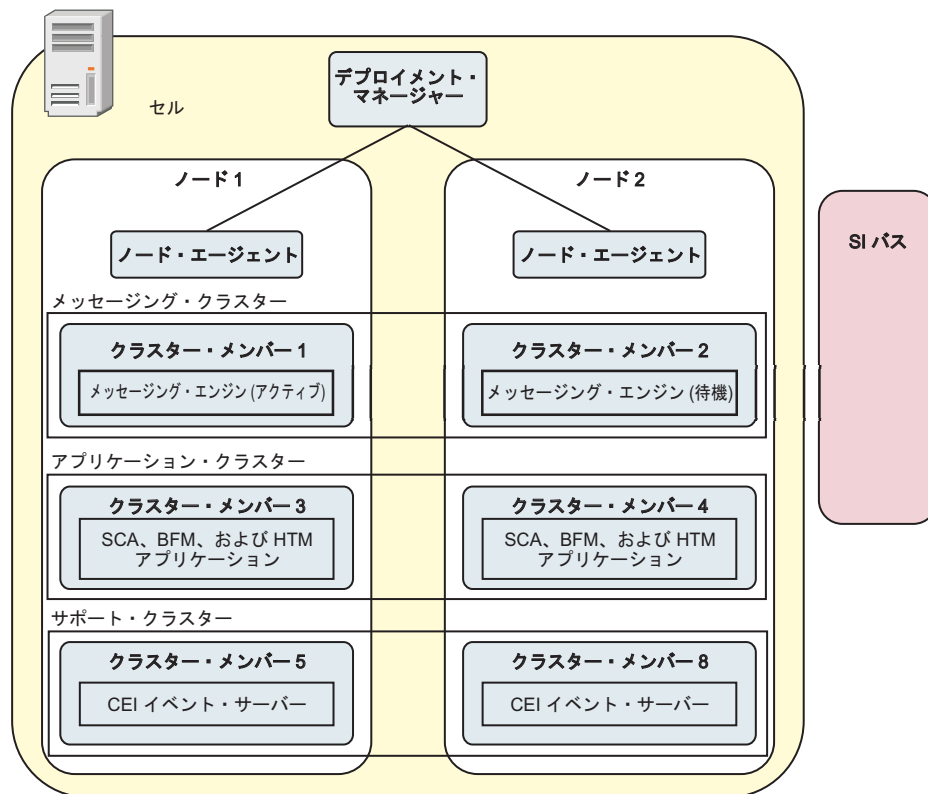 デプロイメント・
マネージャー
セル
ノード 1
ノード 2
SI バス
ノード・エージェント
ノード・エージェント
メッセージング・クラスター
クラスター・メンバー 1
クラスター・メンバー 2
メッセージング・エンジン (アクティブ)
メッセージング・エンジン (待機)
アプリケーション・クラスター
クラスター・メンバー 3
クラスター・メンバー 4
SCA、BFM、および HTM
アプリケーション
SCA、BFM、および HTM
アプリケーション
サポート・クラスター
クラスター・メンバー 5
クラスター・メンバー 8
CEI イベント・サーバー
CEI イベント・サーバー